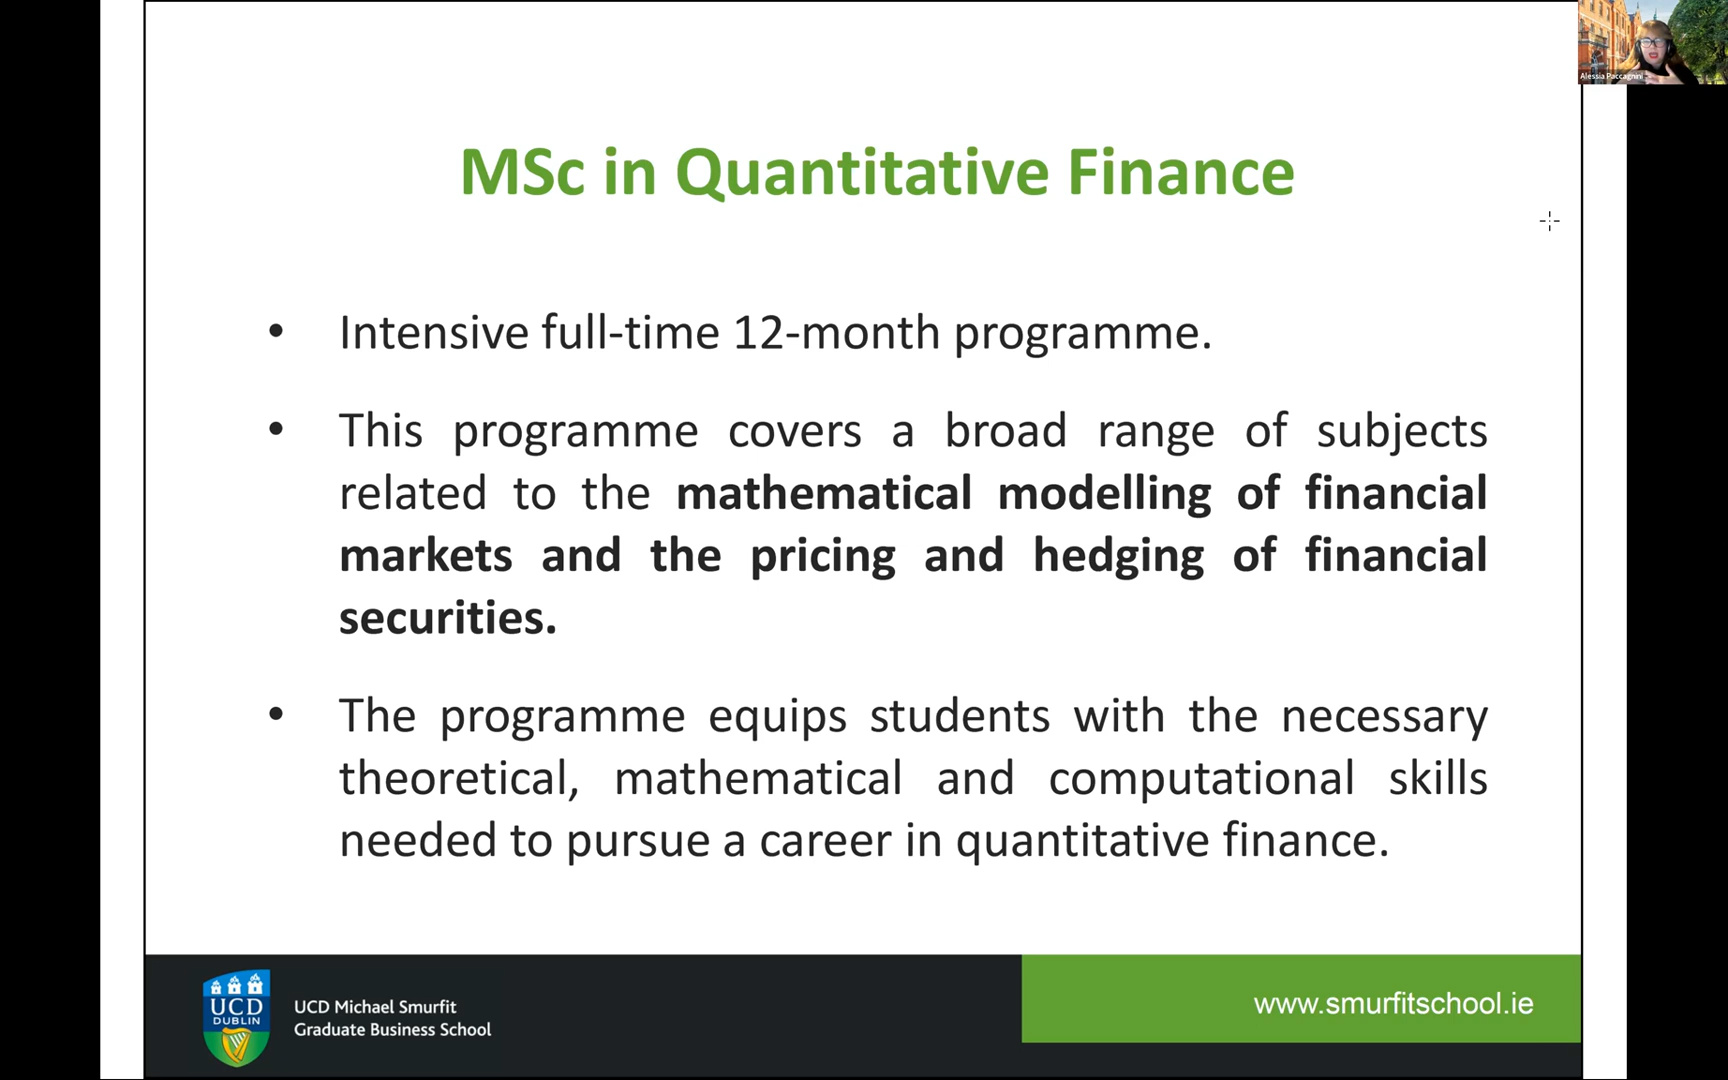 Alessia Paccagnini
MSc in Quantitative Finance
• Intensive full-time 12-month programme.
• This programme covers a broad range of subjects
related to the mathematical modelling of financial
markets and the pricing and hedging of financial
securities.
• The programme equips students with the necessary
theoretical, mathematical and computational skills
needed to pursue a career in quantitative finance.
UCD
DUBLIN
UCD Michael Smurfit
Graduate Business School
www.smurfitschool.ie